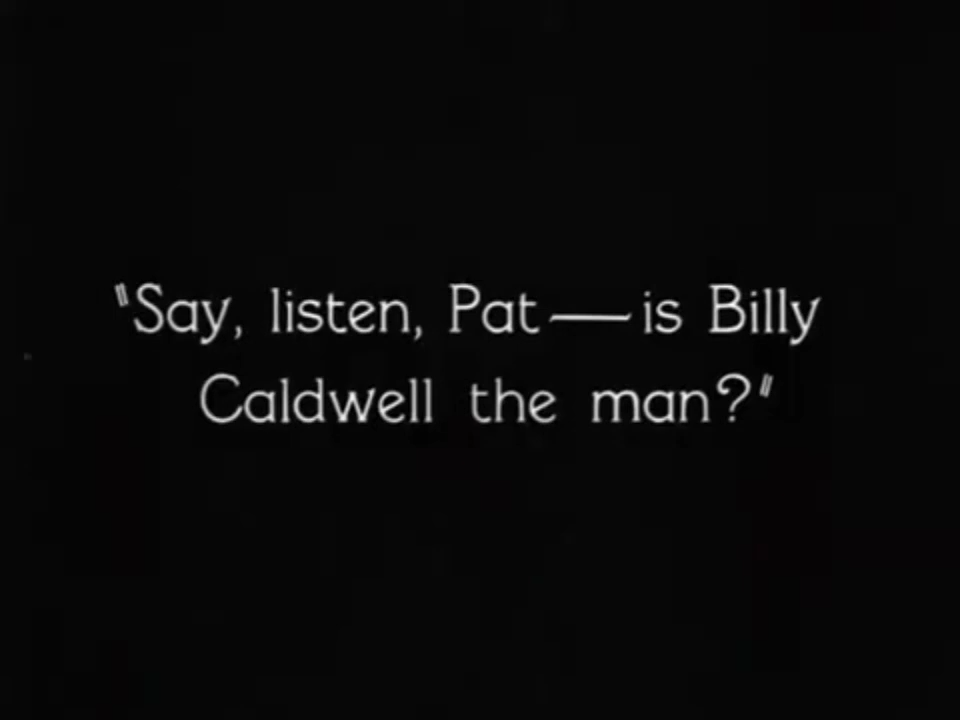 "Say, listen, Pat — is Billy
Caldwell the man?"